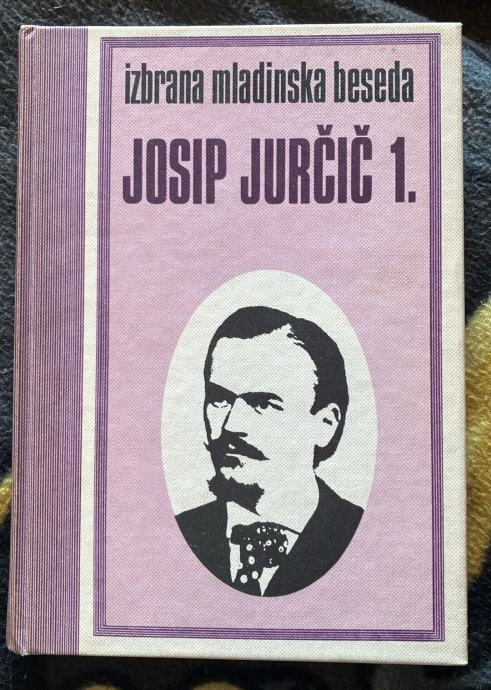 izbrana mladinska beseda
JOSIP JURČIČ 1.